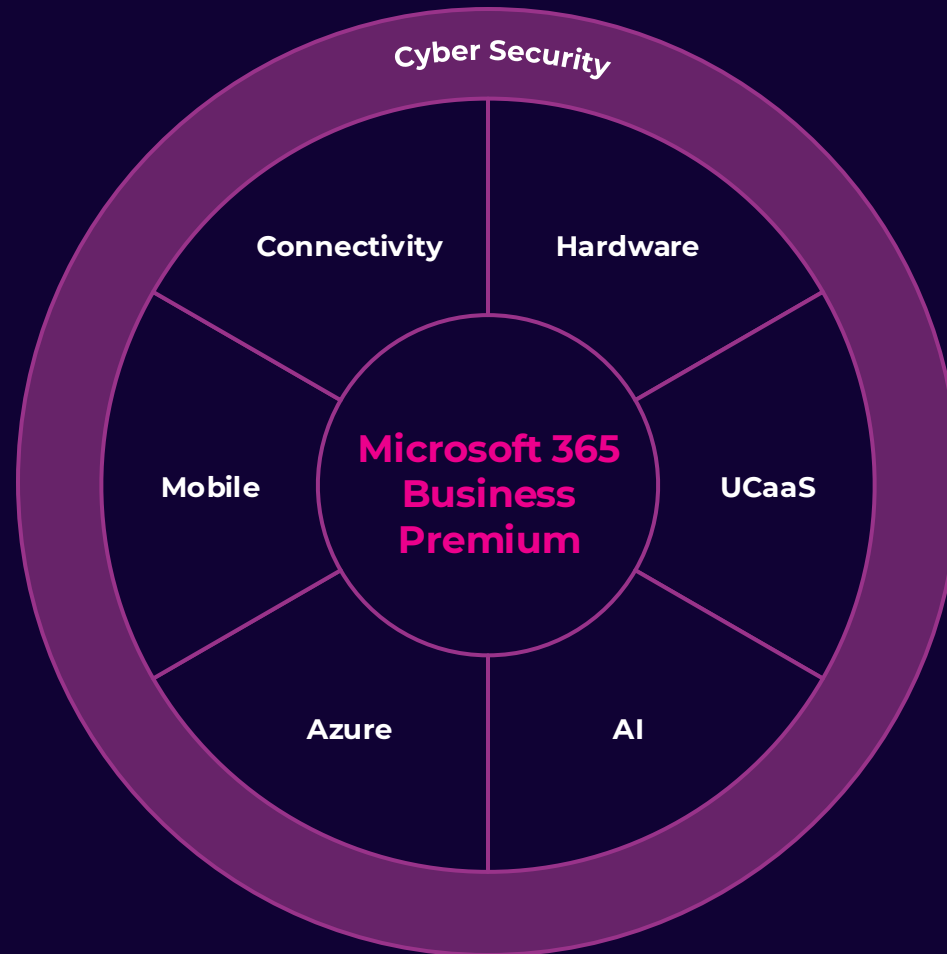 Cyber Security
Connectivity
Hardware
Microsoft 365
Business
Premium
Mobile
UCaaS
Azure
AI